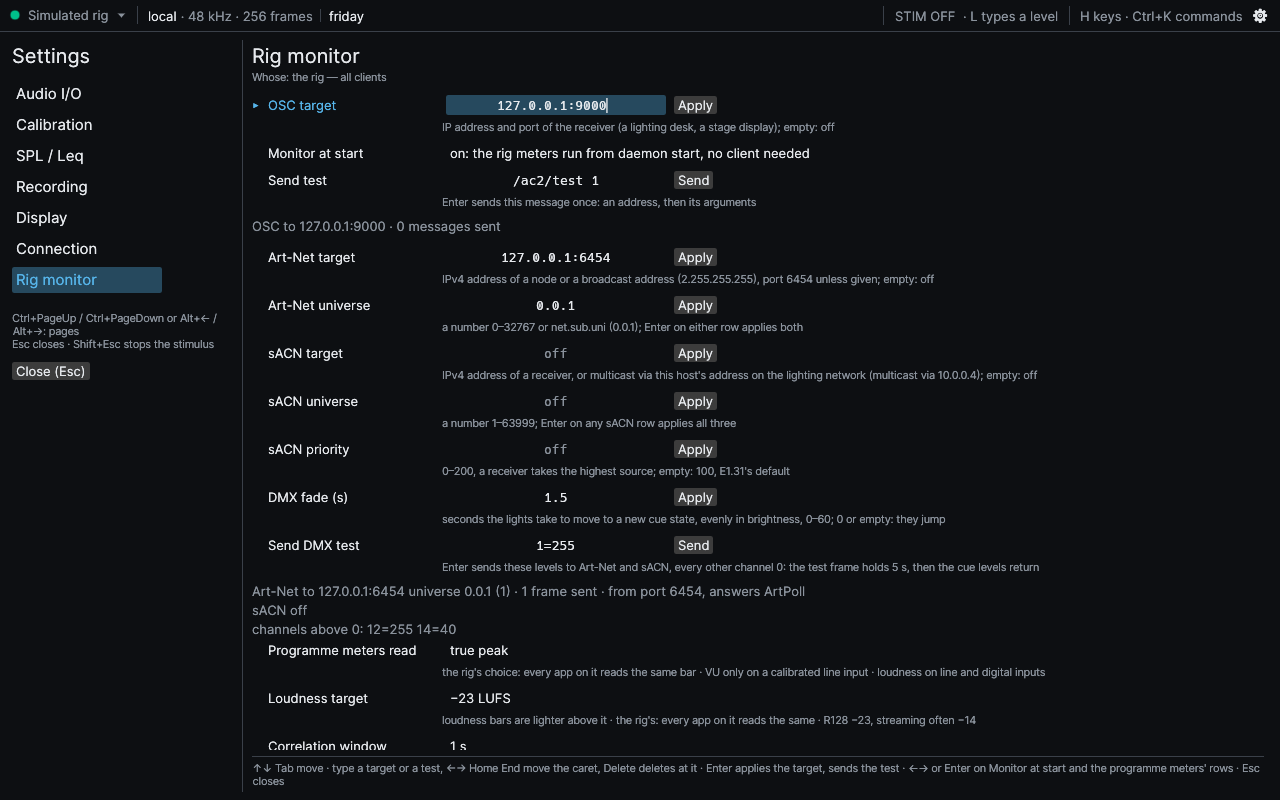 Simulated rig
local · 48 kHz · 256 frames
friday
STIM OFF · L types a level
H keys · Ctrl+K commands
Settings
Audio I/O
Calibration
SPL / Leq
Recording
Display
Connection
Rig monitor
Ctrl+PageUp / Ctrl+PageDown or Alt+← /
Alt+→: pages
Esc closes · Shift+Esc stops the stimulus
Close (Esc)
Rig monitor
Whose: the rig — all clients
▸ OSC target 127.0.0.1:9000 Apply
IP address and port of the receiver (a lighting desk, a stage display); empty: off
Monitor at start on: the rig meters run from daemon start, no client needed
Send test /ac2/test 1 Send
Enter sends this message once: an address, then its arguments
OSC to 127.0.0.1:9000 · 0 messages sent
Art-Net target 127.0.0.1:6454 Apply
IPv4 address of a node or a broadcast address (2.255.255.255), port 6454 unless given; empty: off
Art-Net universe 0.0.1 Apply
a number 0–32767 or net.sub.uni (0.0.1); Enter on either row applies both
sACN target off Apply
IPv4 address of a receiver, or multicast via this host's address on the lighting network (multicast via 10.0.0.4); empty: off
sACN universe off Apply
a number 1–63999; Enter on any sACN row applies all three
sACN priority off Apply
0–200, a receiver takes the highest source; empty: 100, E1.31's default
DMX fade (s) 1.5 Apply
seconds the lights take to move to a new cue state, evenly in brightness, 0–60; 0 or empty: they jump
Send DMX test 1=255 Send
Enter sends these levels to Art-Net and sACN, every other channel 0: the test frame holds 5 s, then the cue levels return
Art-Net to 127.0.0.1:6454 universe 0.0.1 (1) · 1 frame sent · from port 6454, answers ArtPoll
sACN off
channels above 0: 12=255 14=40
Programme meters read true peak
the rig's choice: every app on it reads the same bar · VU only on a calibrated line input · loudness on line and digital inputs
Loudness target −23 LUFS
loudness bars are lighter above it · the rig's: every app on it reads the same · R128 −23, streaming often −14
Correlation window 1 s
↑↓ Tab move · type a target or a test, ←→ Home End move the caret, Delete deletes at it · Enter applies the target, sends the test · ←→ or Enter on Monitor at start and the programme meters' rows · Esc
closes